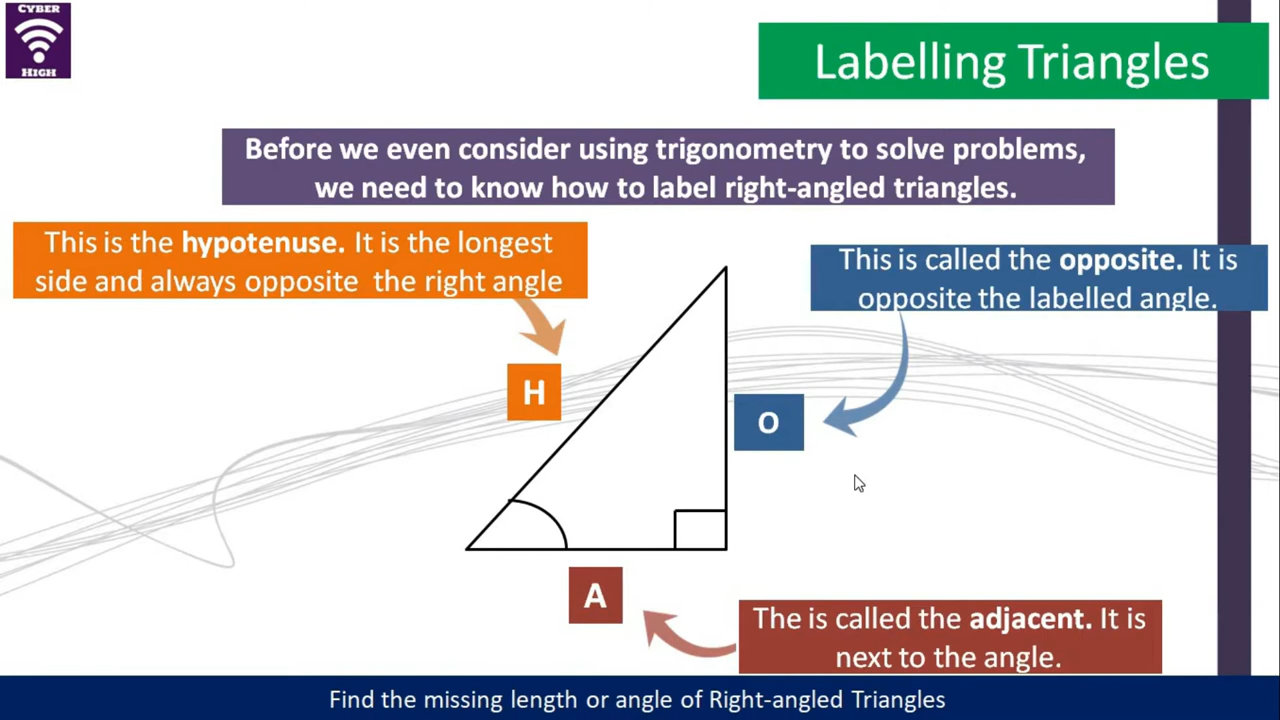 CYBER
HIGH
Labelling Triangles
Before we even consider using trigonometry to solve problems,
we need to know how to label right-angled triangles.
This is the hypotenuse. It is the longest
side and always opposite the right angle
This is called the opposite. It is
opposite the labelled angle.
H
O
A
The is called the adjacent. It is
next to the angle.
Find the missing length or angle of Right-angled Triangles